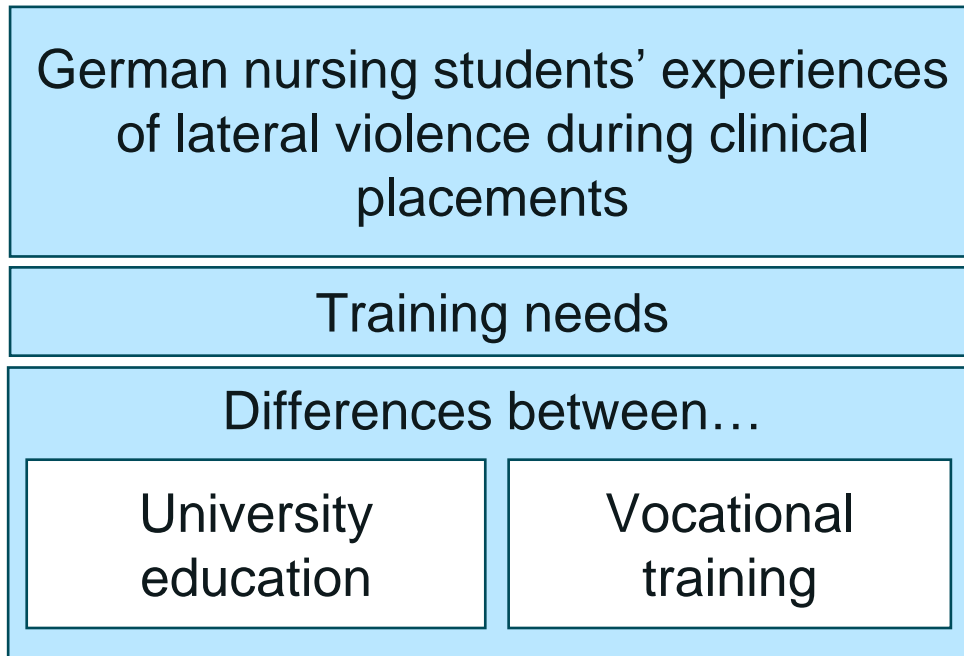 German nursing students’ experiences
of lateral violence during clinical
placements
Training needs
Differences between…
University
education
Vocational
training